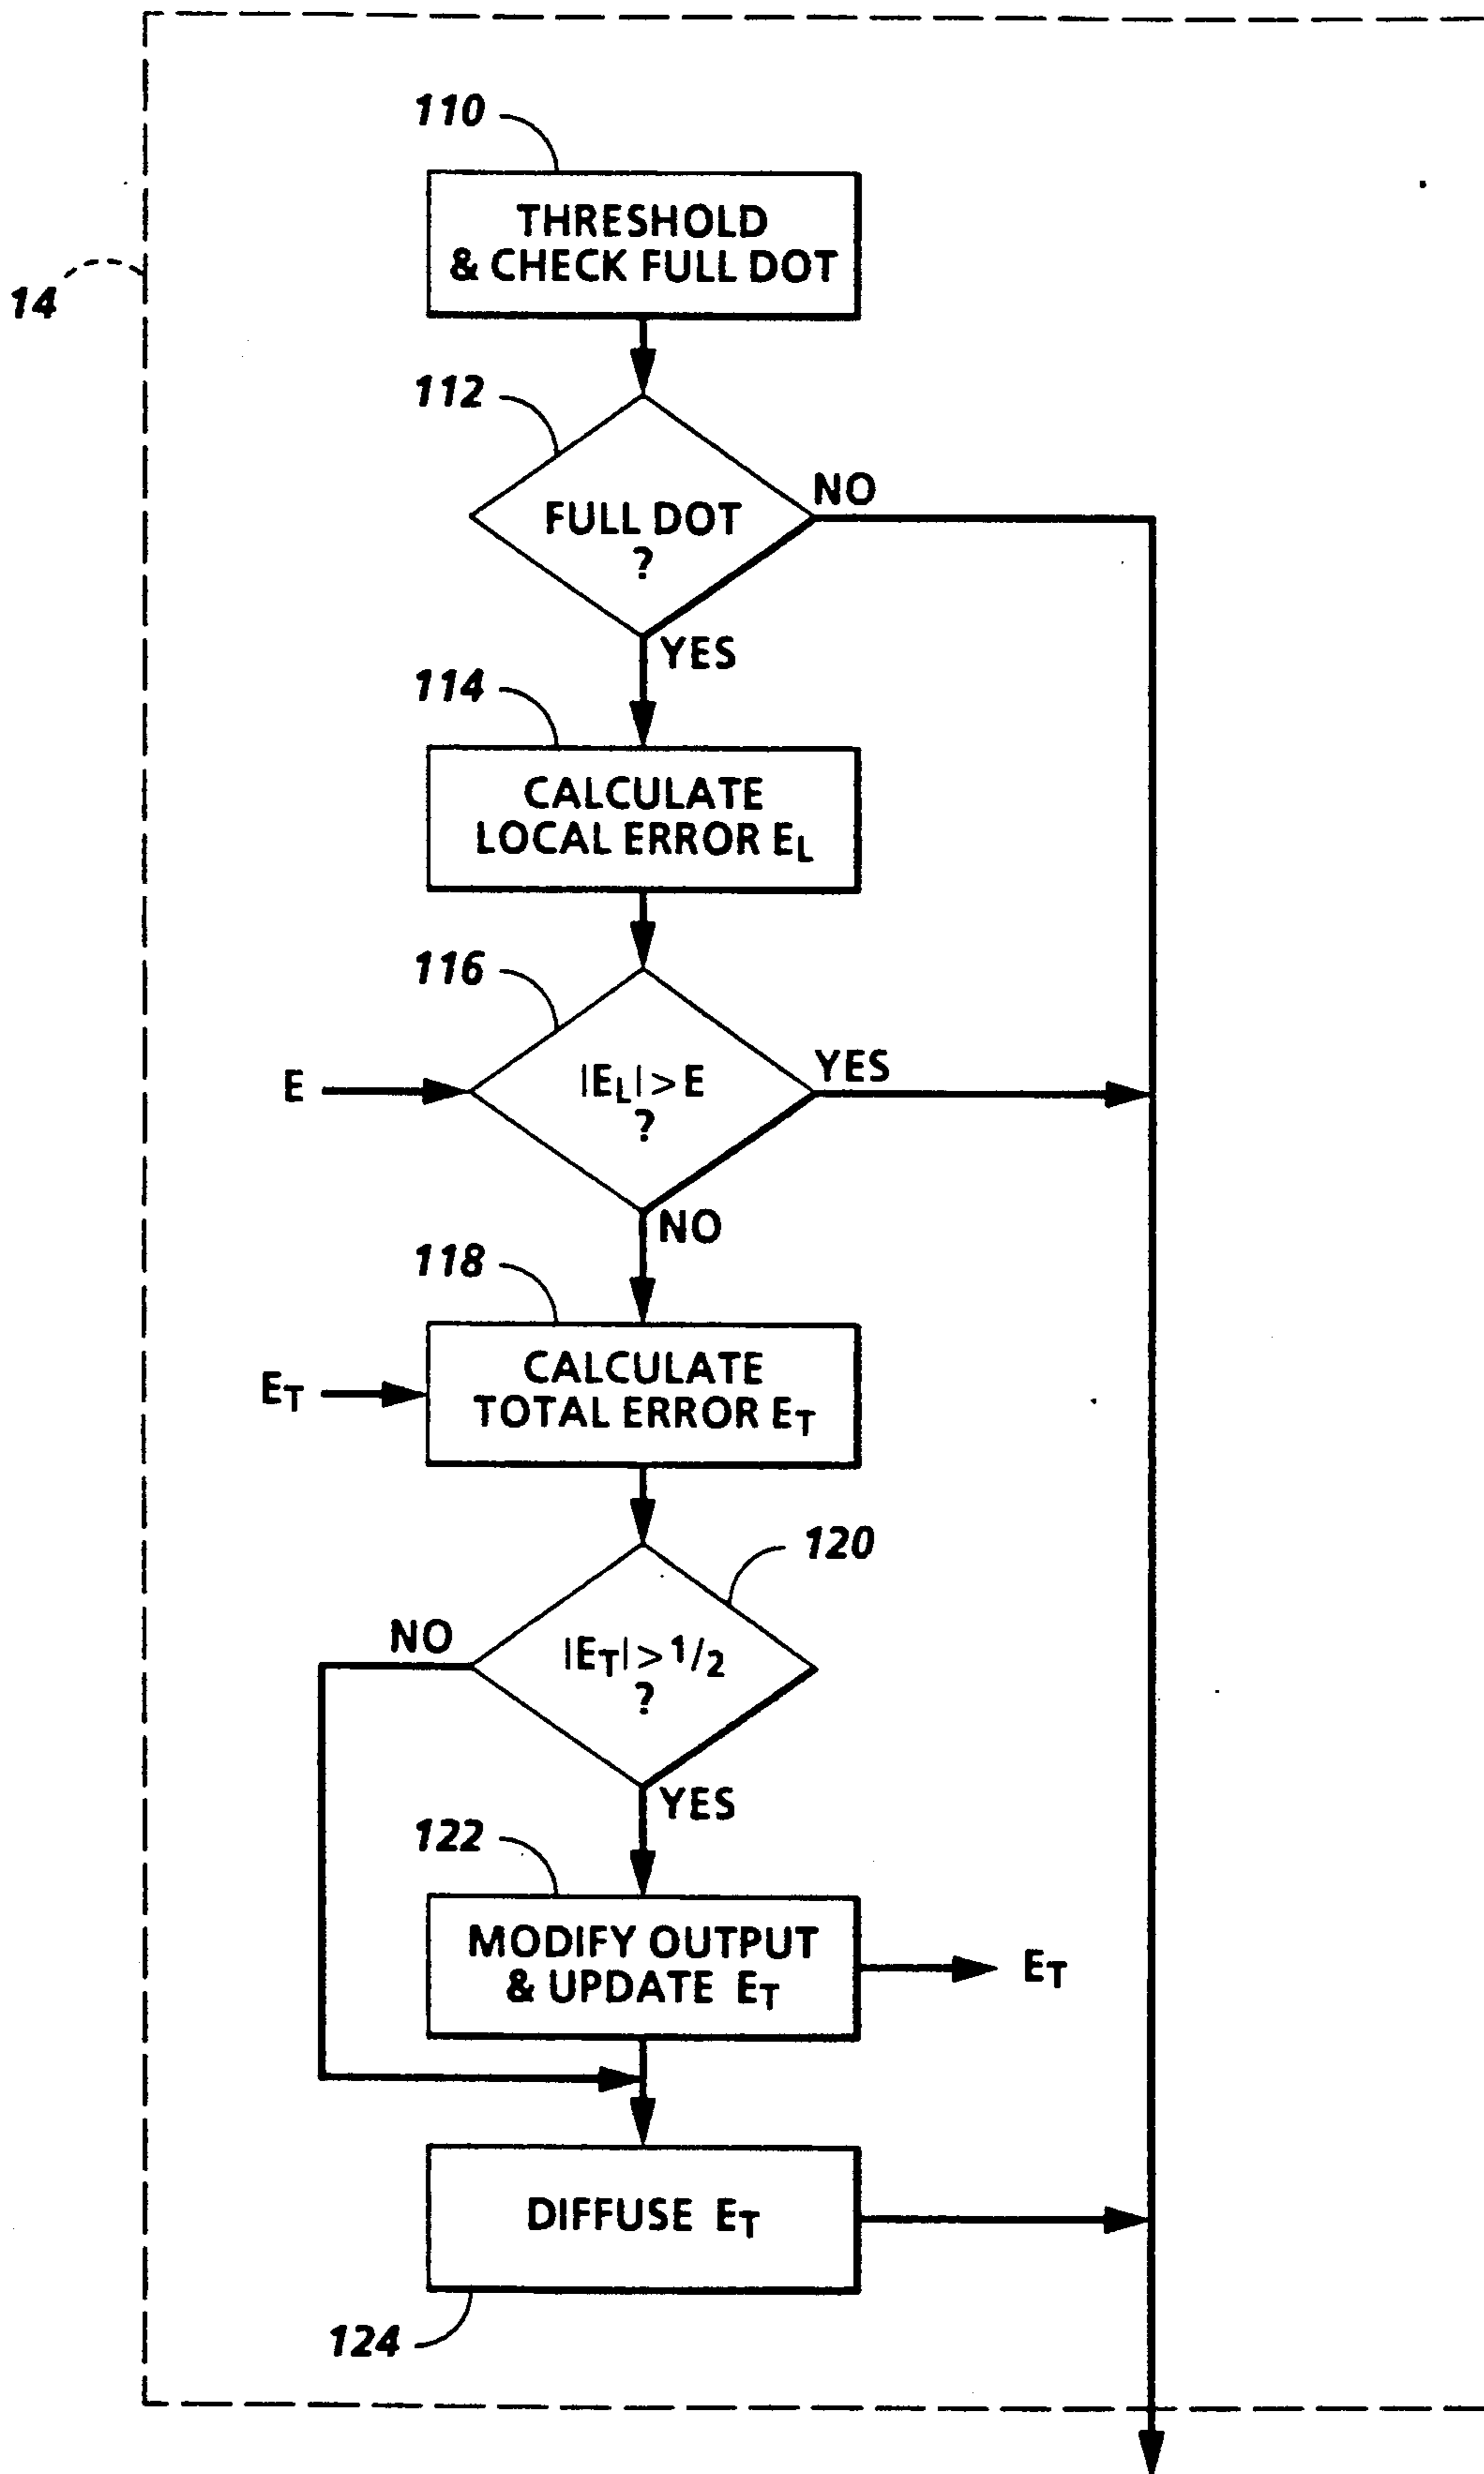 110
THRESHOLD
& CHECK FULL DOT
14
112
FULL DOT
?
NO
YES
114
CALCULATE
LOCAL ERROR EL
116
E
|EL| > E
?
YES
NO
118
ET
CALCULATE
TOTAL ERROR ET
120
NO
|ET| > 1/2
?
YES
122
MODIFY OUTPUT
& UPDATE ET
ET
DIFFUSE ET
124